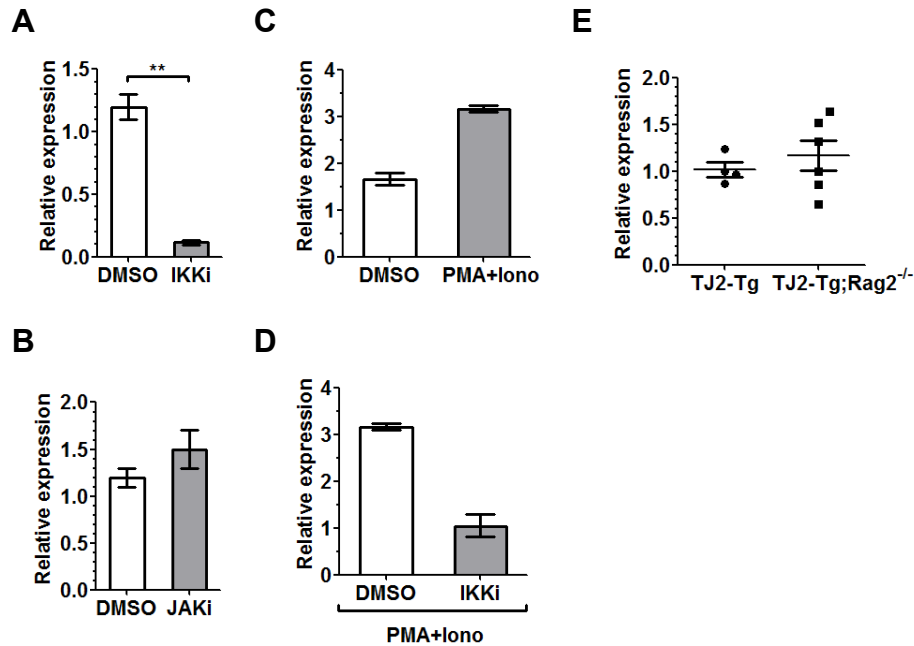 A
Relative expression
1.5
1.0
0.5
0.0
**
DMSO IKKi
B
Relative expression
2.0
1.5
1.0
0.5
0.0
DMSO JAKi
C
Relative expression
4
3
2
1
0
DMSO PMA+Iono
D
Relative expression
4
3
2
1
0
DMSO IKKi
PMA+Iono
E
Relative expression
2.0
1.5
1.0
0.5
0.0
TJ2-Tg TJ2-Tg;Rag2-/-